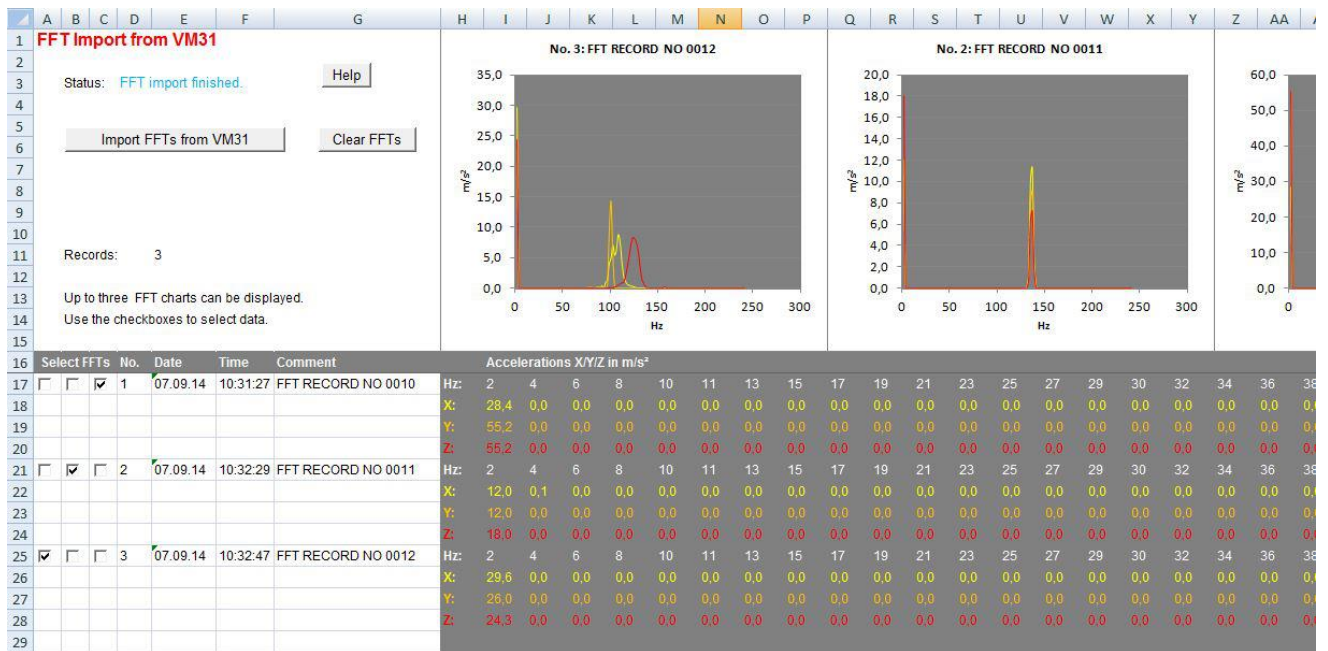 A B C D E F G H I J K L M N O P Q R S T U V W X Y Z AA
1 FFT Import from VM31
2
3 Status: FFT import finished. Help
4
5
6 Import FFTs from VM31 Clear FFTs
7
8
9
10
11 Records: 3
12
13 Up to three FFT charts can be displayed.
14 Use the checkboxes to select data.
15
No. 3: FFT RECORD NO 0012
35,0
30,0
25,0
20,0
15,0
10,0
5,0
0,0
m/s²
0 50 100 150 200 250 300
Hz
No. 2: FFT RECORD NO 0011
20,0
18,0
16,0
14,0
12,0
10,0
8,0
6,0
4,0
2,0
0,0
m/s²
0 50 100 150 200 250 300
Hz
60,0
50,0
40,0
30,0
20,0
10,0
0,0
m/s²
0
16 Select FFTs No. Date Time Comment Accelerations X/Y/Z in m/s²
17 1 07.09.14 10:31:27 FFT RECORD NO 0010 Hz: 2 4 6 8 10 11 13 15 17 19 21 23 25 27 29 30 32 34 36 38
18 X: 28,4 0,0 0,0 0,0 0,0 0,0 0,0 0,0 0,0 0,0 0,0 0,0 0,0 0,0 0,0 0,0 0,0 0,0 0,0 0,
19 Y: 55,2 0,0 0,0 0,0 0,0 0,0 0,0 0,0 0,0 0,0 0,0 0,0 0,0 0,0 0,0 0,0 0,0 0,0 0,0 0,
20 Z: 55,2 0,0 0,0 0,0 0,0 0,0 0,0 0,0 0,0 0,0 0,0 0,0 0,0 0,0 0,0 0,0 0,0 0,0 0,0 0,
21 2 07.09.14 10:32:29 FFT RECORD NO 0011 Hz: 2 4 6 8 10 11 13 15 17 19 21 23 25 27 29 30 32 34 36 38
22 X: 12,0 0,1 0,0 0,0 0,0 0,0 0,0 0,0 0,0 0,0 0,0 0,0 0,0 0,0 0,0 0,0 0,0 0,0 0,0 0,
23 Y: 12,0 0,0 0,0 0,0 0,0 0,0 0,0 0,0 0,0 0,0 0,0 0,0 0,0 0,0 0,0 0,0 0,0 0,0 0,0 0,
24 Z: 18,0 0,0 0,0 0,0 0,0 0,0 0,0 0,0 0,0 0,0 0,0 0,0 0,0 0,0 0,0 0,0 0,0 0,0 0,0 0,
25 3 07.09.14 10:32:47 FFT RECORD NO 0012 Hz: 2 4 6 8 10 11 13 15 17 19 21 23 25 27 29 30 32 34 36 38
26 X: 29,6 0,0 0,0 0,0 0,0 0,0 0,0 0,0 0,0 0,0 0,0 0,0 0,0 0,0 0,0 0,0 0,0 0,0 0,0 0,
27 Y: 26,0 0,0 0,0 0,0 0,0 0,0 0,0 0,0 0,0 0,0 0,0 0,0 0,0 0,0 0,0 0,0 0,0 0,0 0,0 0,
28 Z: 24,3 0,0 0,0 0,0 0,0 0,0 0,0 0,0 0,0 0,0 0,0 0,0 0,0 0,0 0,0 0,0 0,0 0,0 0,0 0,
29